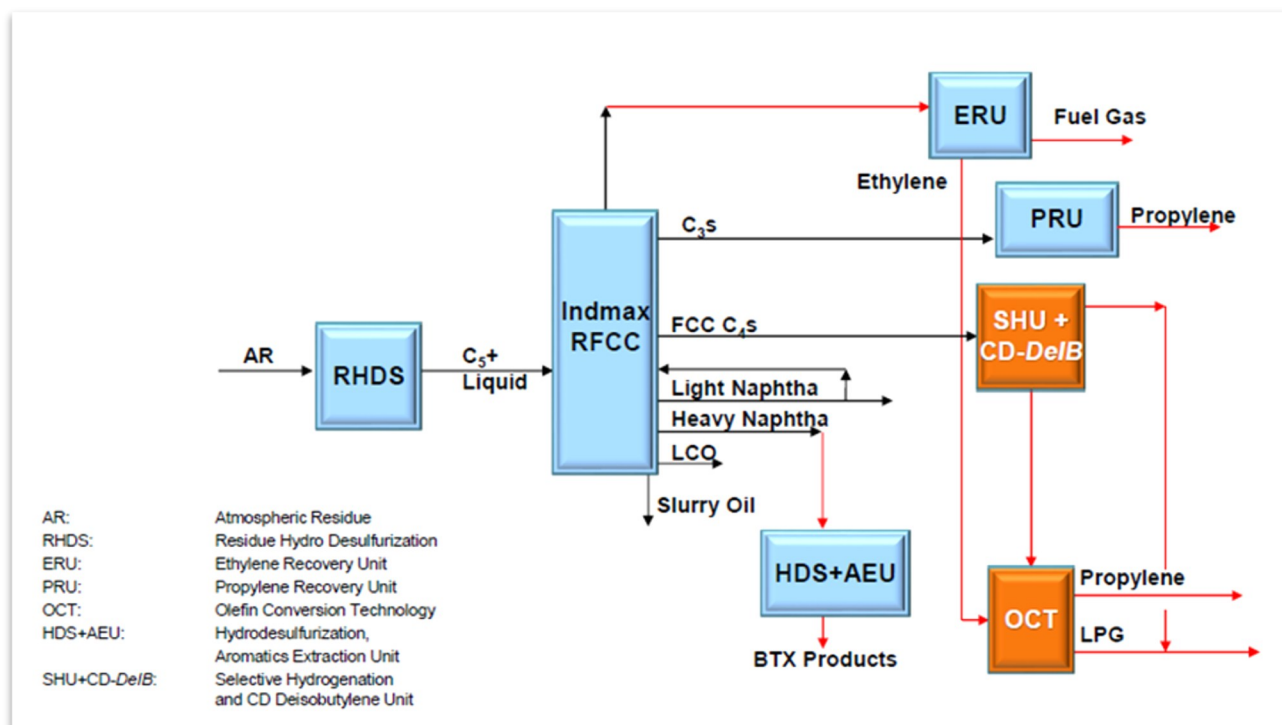 ERU
Fuel Gas
Ethylene
PRU
Propylene
C₃s
Indmax
RFCC
FCC C₄s
SHU +
CD-DeIB
AR
RHDS
C₅+
Liquid
Light Naphtha
Heavy Naphtha
LCO
Slurry Oil
HDS+AEU
BTX Products
OCT
Propylene
LPG
AR: Atmospheric Residue
RHDS: Residue Hydro Desulfurization
ERU: Ethylene Recovery Unit
PRU: Propylene Recovery Unit
OCT: Olefin Conversion Technology
HDS+AEU: Hydrodesulfurization,
Aromatics Extraction Unit
SHU+CD-DeIB: Selective Hydrogenation
and CD Deisobutylene Unit